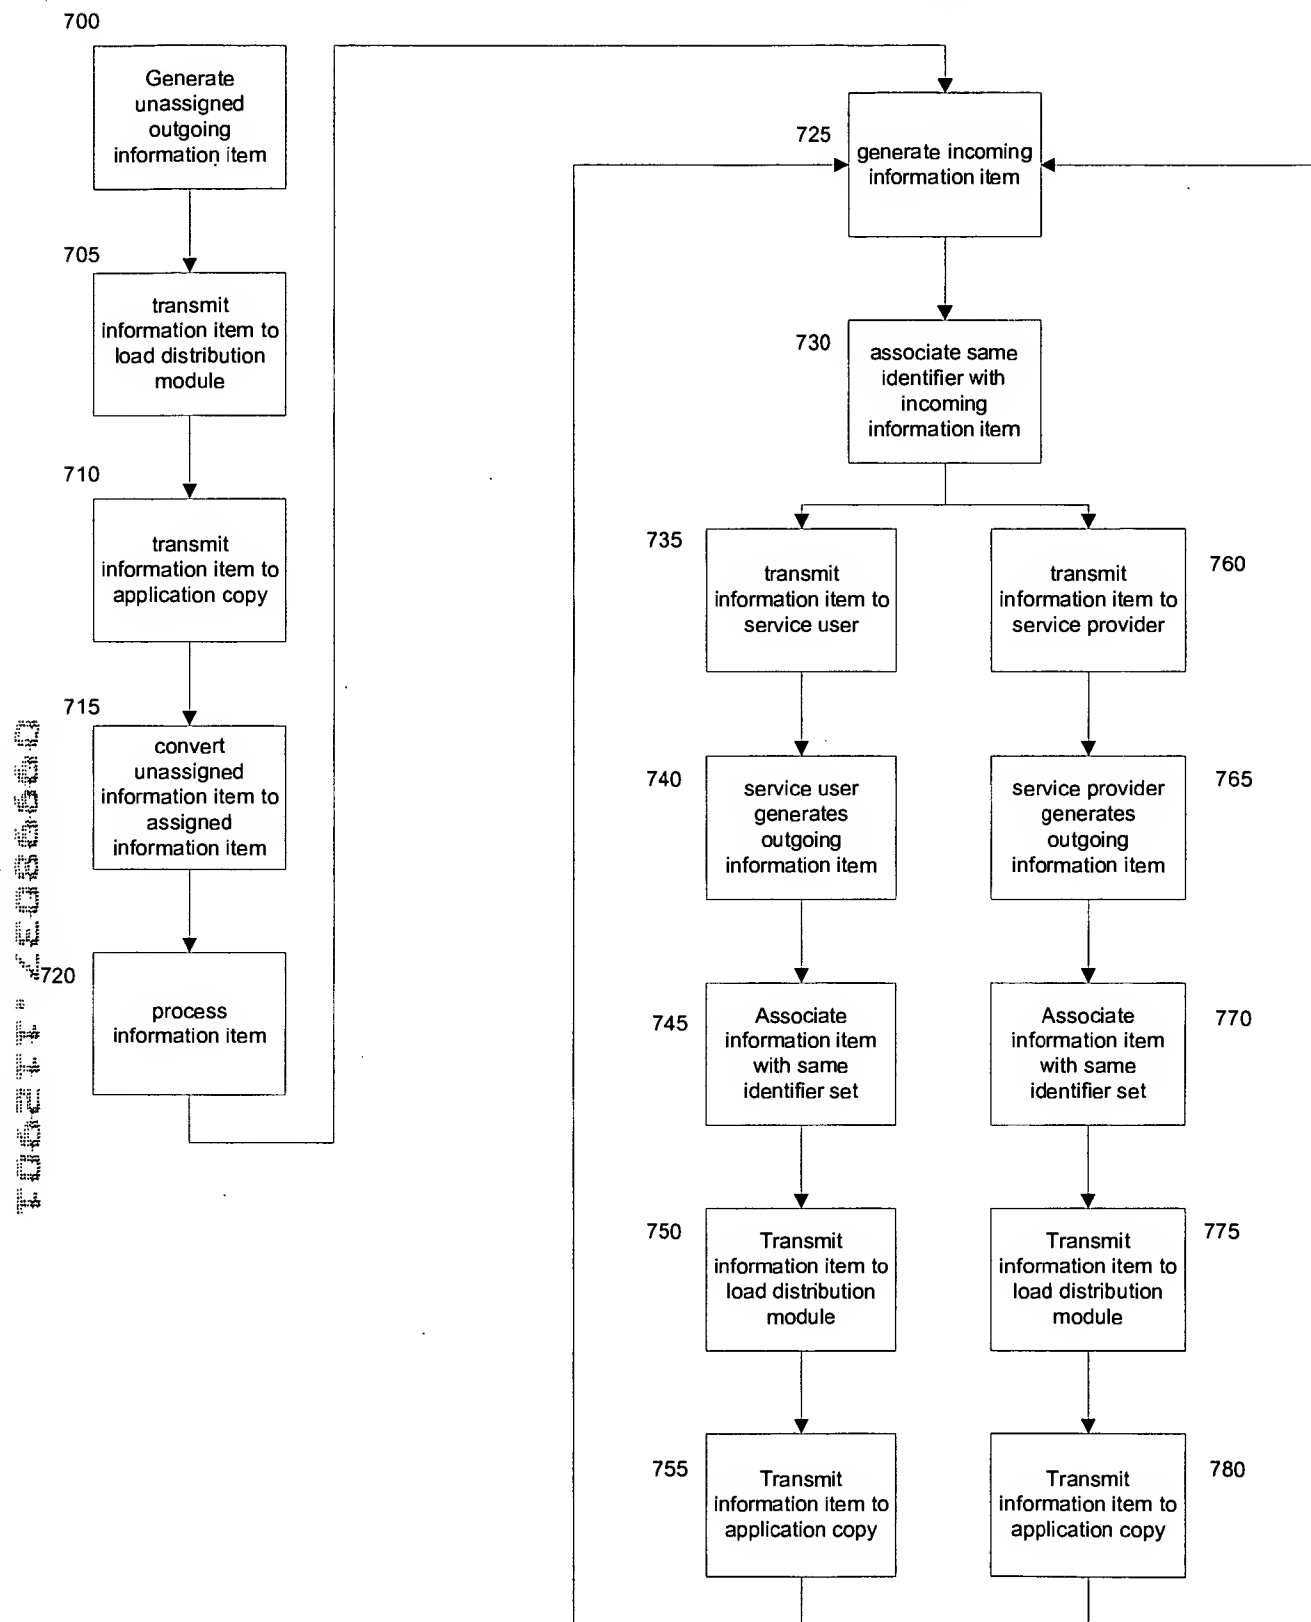 700
Generate
unassigned
outgoing
information item
705
transmit
information item to
load distribution
module
710
transmit
information item to
application copy
715
convert
unassigned
information item to
assigned
information item
720
process
information item
725
generate incoming
information item
730
associate same
identifier with
incoming
information item
735
transmit
information item to
service user
740
service user
generates
outgoing
information item
745
Associate
information item
with same
identifier set
750
Transmit
information item to
load distribution
module
755
Transmit
information item to
application copy
760
transmit
information item to
service provider
765
service provider
generates
outgoing
information item
770
Associate
information item
with same
identifier set
775
Transmit
information item to
load distribution
module
780
Transmit
information item to
application copy